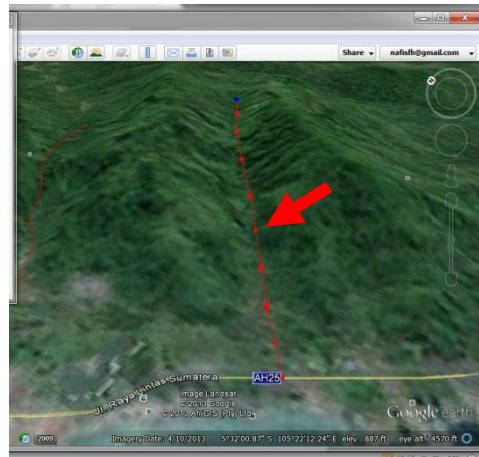 Share
nafisfh@gmail.com
Jl. Raya Lintas Sumatera
AH25
Image Landsat
© 2013 Google
© 2013 AfriGIS (Pty) Ltd.
Google earth
2009
Imagery Date: 4/10/2013
5°32'00.87" S 105°22'12.24" E elev 887 ft
eye alt 4570 ft